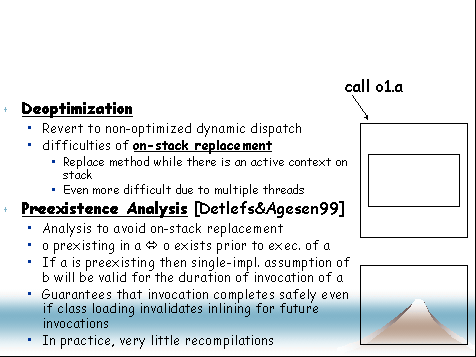 call o1.a
Deoptimization
Revert to non-optimized dynamic dispatch
difficulties of on-stack replacement
Replace method while there is an active context on
stack
Even more difficult due to multiple threads
Preexistence Analysis [Detlefs&Agesen99]
Analysis to avoid on-stack replacement
o prexisting in a ⇔ o exists prior to exec. of a
If a is preexisting then single-impl. assumption of
b will be valid for the duration of invocation of a
Guarantees that invocation completes safely even
if class loading invalidates inlining for future
invocations
In practice, very little recompilations